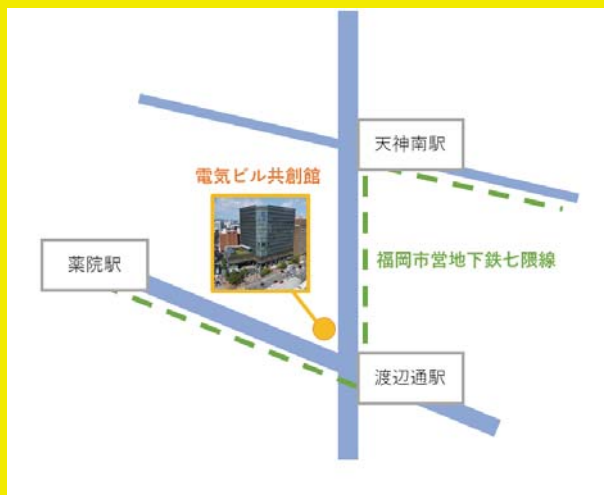 天神南駅
電気ビル共創館
薬院駅
福岡市営地下鉄七隈線
渡辺通駅